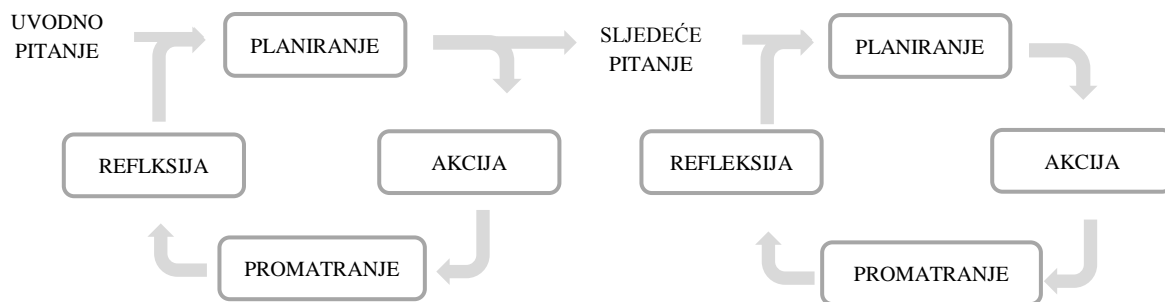 UVODNO
PITANJE
PLANIRANJE
SLJEDEĆE
PITANJE
PLANIRANJE
REFLKSIJA
AKCIJA
REFLEKSIJA
AKCIJA
PROMATRANJE
PROMATRANJE